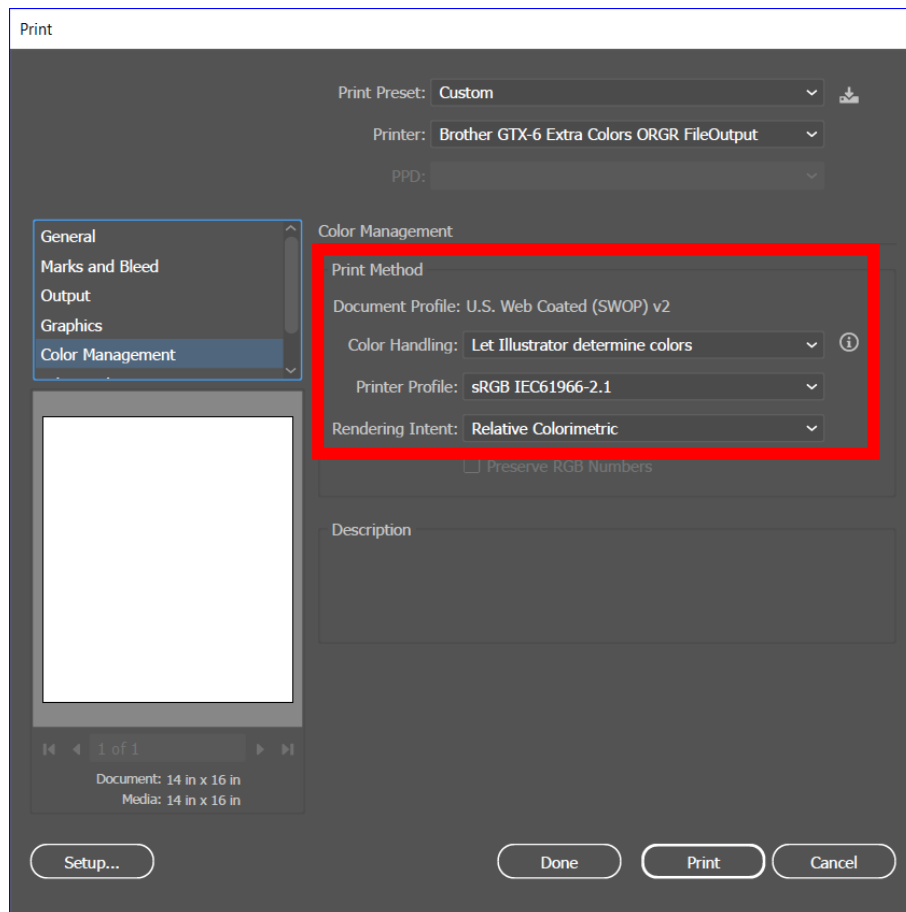 Print
Print Preset: Custom
Printer: Brother GTX-6 Extra Colors ORGR FileOutput
PPD:
General
Marks and Bleed
Output
Graphics
Color Management
Color Management
Print Method
Document Profile: U.S. Web Coated (SWOP) v2
Color Handling: Let Illustrator determine colors
Printer Profile: sRGB IEC61966-2.1
Rendering Intent: Relative Colorimetric
Preserve RGB Numbers
Description
1 of 1
Document: 14 in x 16 in
Media: 14 in x 16 in
Setup...
Done
Print
Cancel